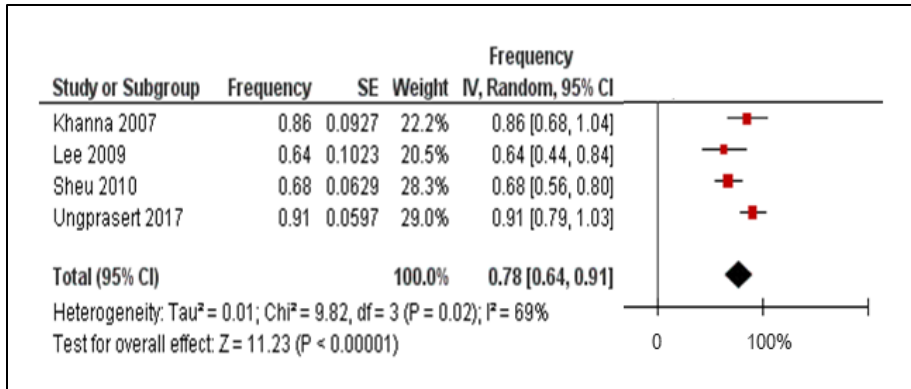 Frequency
Study or Subgroup Frequency SE Weight IV, Random, 95% CI
Khanna 2007 0.86 0.0927 22.2% 0.86 [0.68, 1.04]
Lee 2009 0.64 0.1023 20.5% 0.64 [0.44, 0.84]
Sheu 2010 0.68 0.0629 28.3% 0.68 [0.56, 0.80]
Ungprasert 2017 0.91 0.0597 29.0% 0.91 [0.79, 1.03]
Total (95% CI) 100.0% 0.78 [0.64, 0.91]
Heterogeneity: Tau² = 0.01; Chi² = 9.82, df = 3 (P = 0.02); I² = 69%
Test for overall effect: Z = 11.23 (P < 0.00001)
0 100%